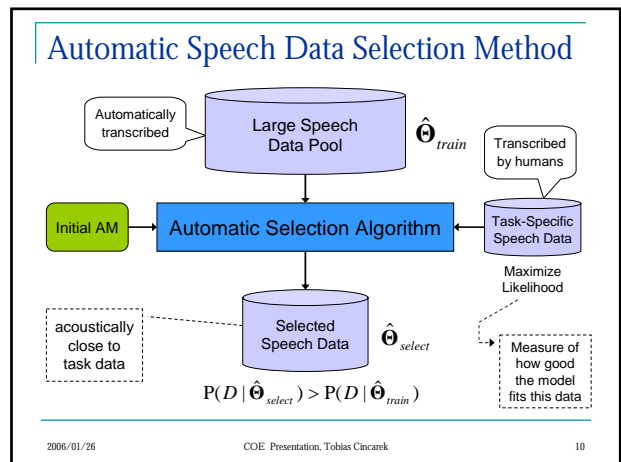 Automatic Speech Data Selection Method
Automatically
transcribed
Large Speech
Data Pool
Θ̂train
Transcribed
by humans
Initial AM
Automatic Selection Algorithm
Task-Specific
Speech Data
Maximize
Likelihood
acoustically
close to
task data
Selected
Speech Data
Θ̂select
Measure of
how good
the model
fits this data
P(D | Θ̂select) > P(D | Θ̂train)
2006/01/26
COE Presentation, Tobias Cincarek
10